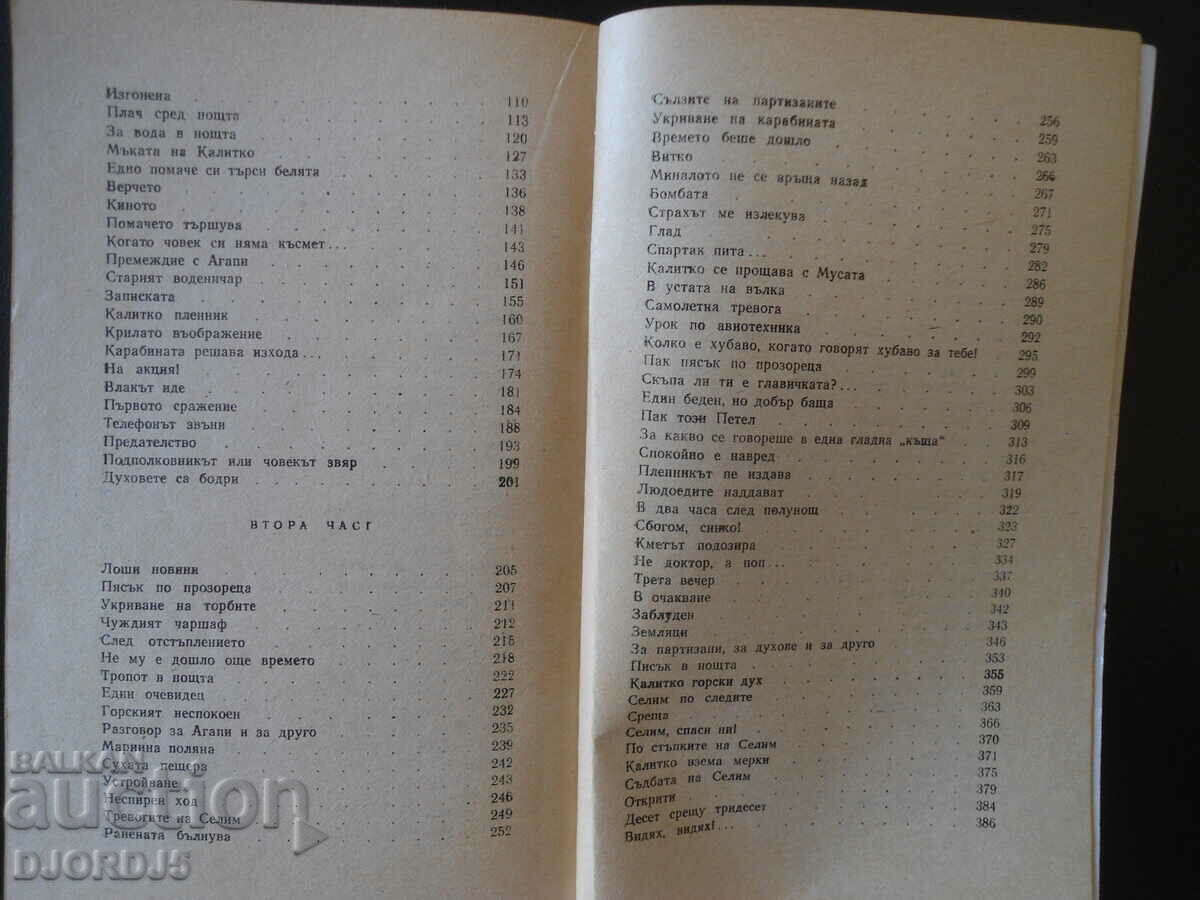 Изгонена 110
Плач сред нощта 113
За вода в нощта 120
Мъката на Калитко 127
Едно помаче си търси белята 133
Верчето 136
Киното 138
Помачето тършува 141
Когато човек си няма късмет... 143
Премеждие с Агапи 146
Старият воденичар 151
Записката 155
Калитко пленник 160
Крилато въображение 167
Карабината решава изхода... 171
На акция! 174
Влакът иде 181
Първото сражение 184
Телефонът звъни 188
Предателство 193
Подполковникът или човекът звяр 199
Духовете са бодри 201
ВТОРА ЧАСТ
Лоши новини 205
Пясък по прозореца 207
Укриване на торбите 211
Чуждият чаршаф 212
След отстъплението 215
Не му е дошло още времето 218
Тропот в нощта 222
Едни очевидец 227
Горският неспокоен 232
Разговор за Агапи и за друго 235
Мариина поляна 239
Сухата пещера 242
Устройване 243
Неспирен ход 246
Тревогите на Селим 249
Ранената бълнува 252
Сълзите на партизаните 256
Укриване на карабината 259
Времето беше дошло 263
Витко 266
Миналото не се връща назад 267
Бомбата 271
Страхът ме излекува 275
Глад 279
Спартак пита... 282
Калитко се прощава с Мусата 286
В устата на вълка 289
Самолетна тревога 290
Урок по авиотехника 292
Колко е хубаво, когато говорят хубаво за тебе! 295
Пак пясък по прозореца 299
Скъпа ли ти е главичката?... 303
Един беден, но добър баща 306
Пак този Петел 309
За какво се говореше в една гладна „къща“ 313
Спокойно е навред 316
Пленникът не издава 317
Людоедите наддават 319
В два часа след полунощ 322
Сбогом, синко! 323
Кметът подозира 327
Не доктор, а поп... 334
Трета вечер 337
В очакване 340
Заблуден 342
Земляци 343
За партизани, за духове и за друго 346
Писък в нощта 353
Калитко горски дух 355
Селим по следите 359
Среща 363
Селим, спаси ни! 366
По стъпките на Селим 370
Калитко взема мерки 371
Съдбата на Селим 375
Открити 379
Десет срещу тридесет 384
Видях, видях!... 386
BALKAN
auction
DJORDJ5